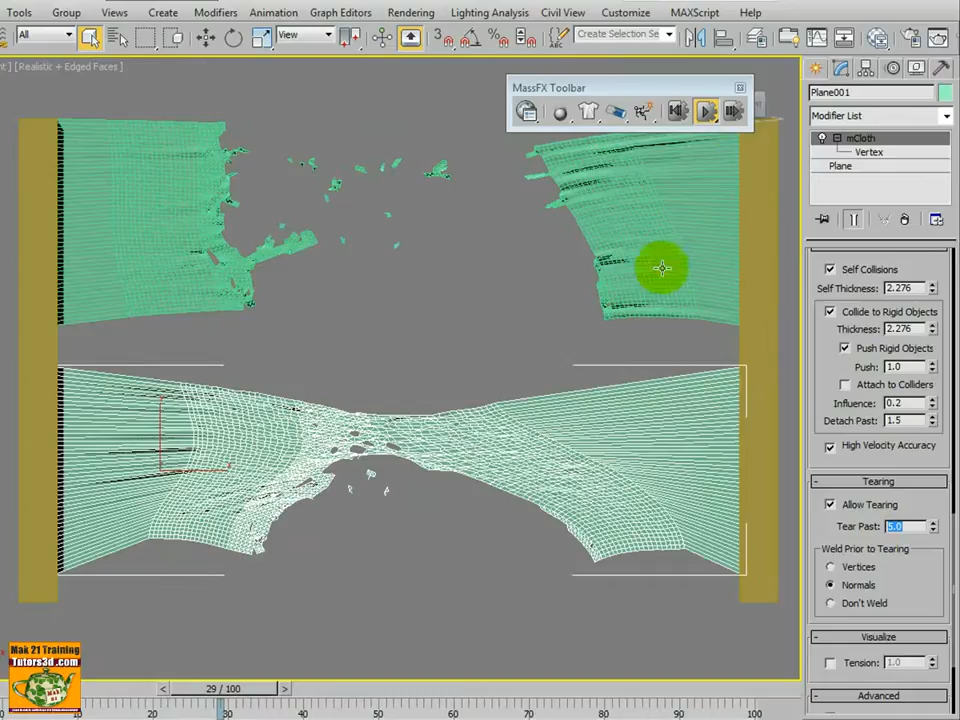 Tools Group Views Create Modifiers Animation Graph Editors Rendering Lighting Analysis Civil View Customize MAXScript Help
All
View
3
%
Create Selection Se
] [Realistic + Edged Faces ]
MassFX Toolbar
Plane001
Modifier List
mCloth
Vertex
Plane
Self Collisions
Self Thickness: 2.276
Collide to Rigid Objects
Thickness: 2.276
Push Rigid Objects
Push: 1.0
Attach to Colliders
Influence: 0.2
Detach Past: 1.5
High Velocity Accuracy
- Tearing
Allow Tearing
Tear Past: 5.0
Weld Prior to Tearing
Vertices
Normals
Don't Weld
- Visualize
Tension: 1.0
- Advanced
Mak 21 Training
Tutors3d.com
< 29 / 100 >
0 10 20 30 40 50 60 70 80 90 100